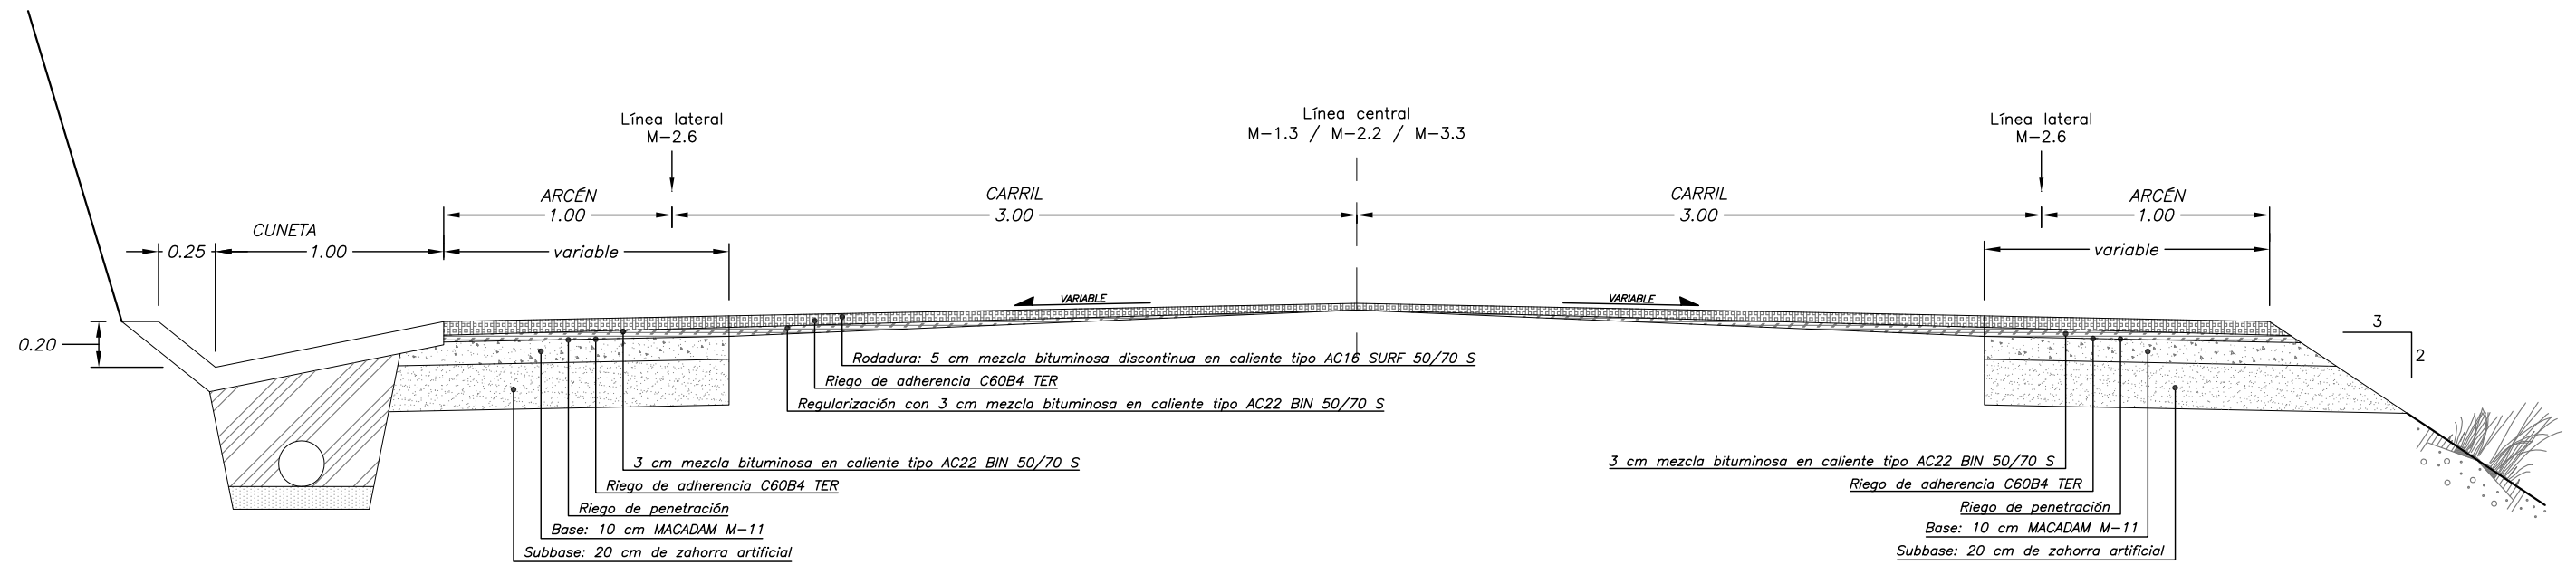 Línea central
M-1.3 / M-2.2 / M-3.3
Línea lateral
M-2.6
Línea lateral
M-2.6
ARCÉN
1.00
CARRIL
3.00
CARRIL
3.00
ARCÉN
1.00
CUNETA
0.25
1.00
variable
variable
VARIABLE
VARIABLE
0.20
3
2
Rodadura: 5 cm mezcla bituminosa discontinua en caliente tipo AC16 SURF 50/70 S
Riego de adherencia C60B4 TER
Regularización con 3 cm mezcla bituminosa en caliente tipo AC22 BIN 50/70 S
3 cm mezcla bituminosa en caliente tipo AC22 BIN 50/70 S
Riego de adherencia C60B4 TER
Riego de penetración
Base: 10 cm MACADAM M-11
Subbase: 20 cm de zahorra artificial
3 cm mezcla bituminosa en caliente tipo AC22 BIN 50/70 S
Riego de adherencia C60B4 TER
Riego de penetración
Base: 10 cm MACADAM M-11
Subbase: 20 cm de zahorra artificial